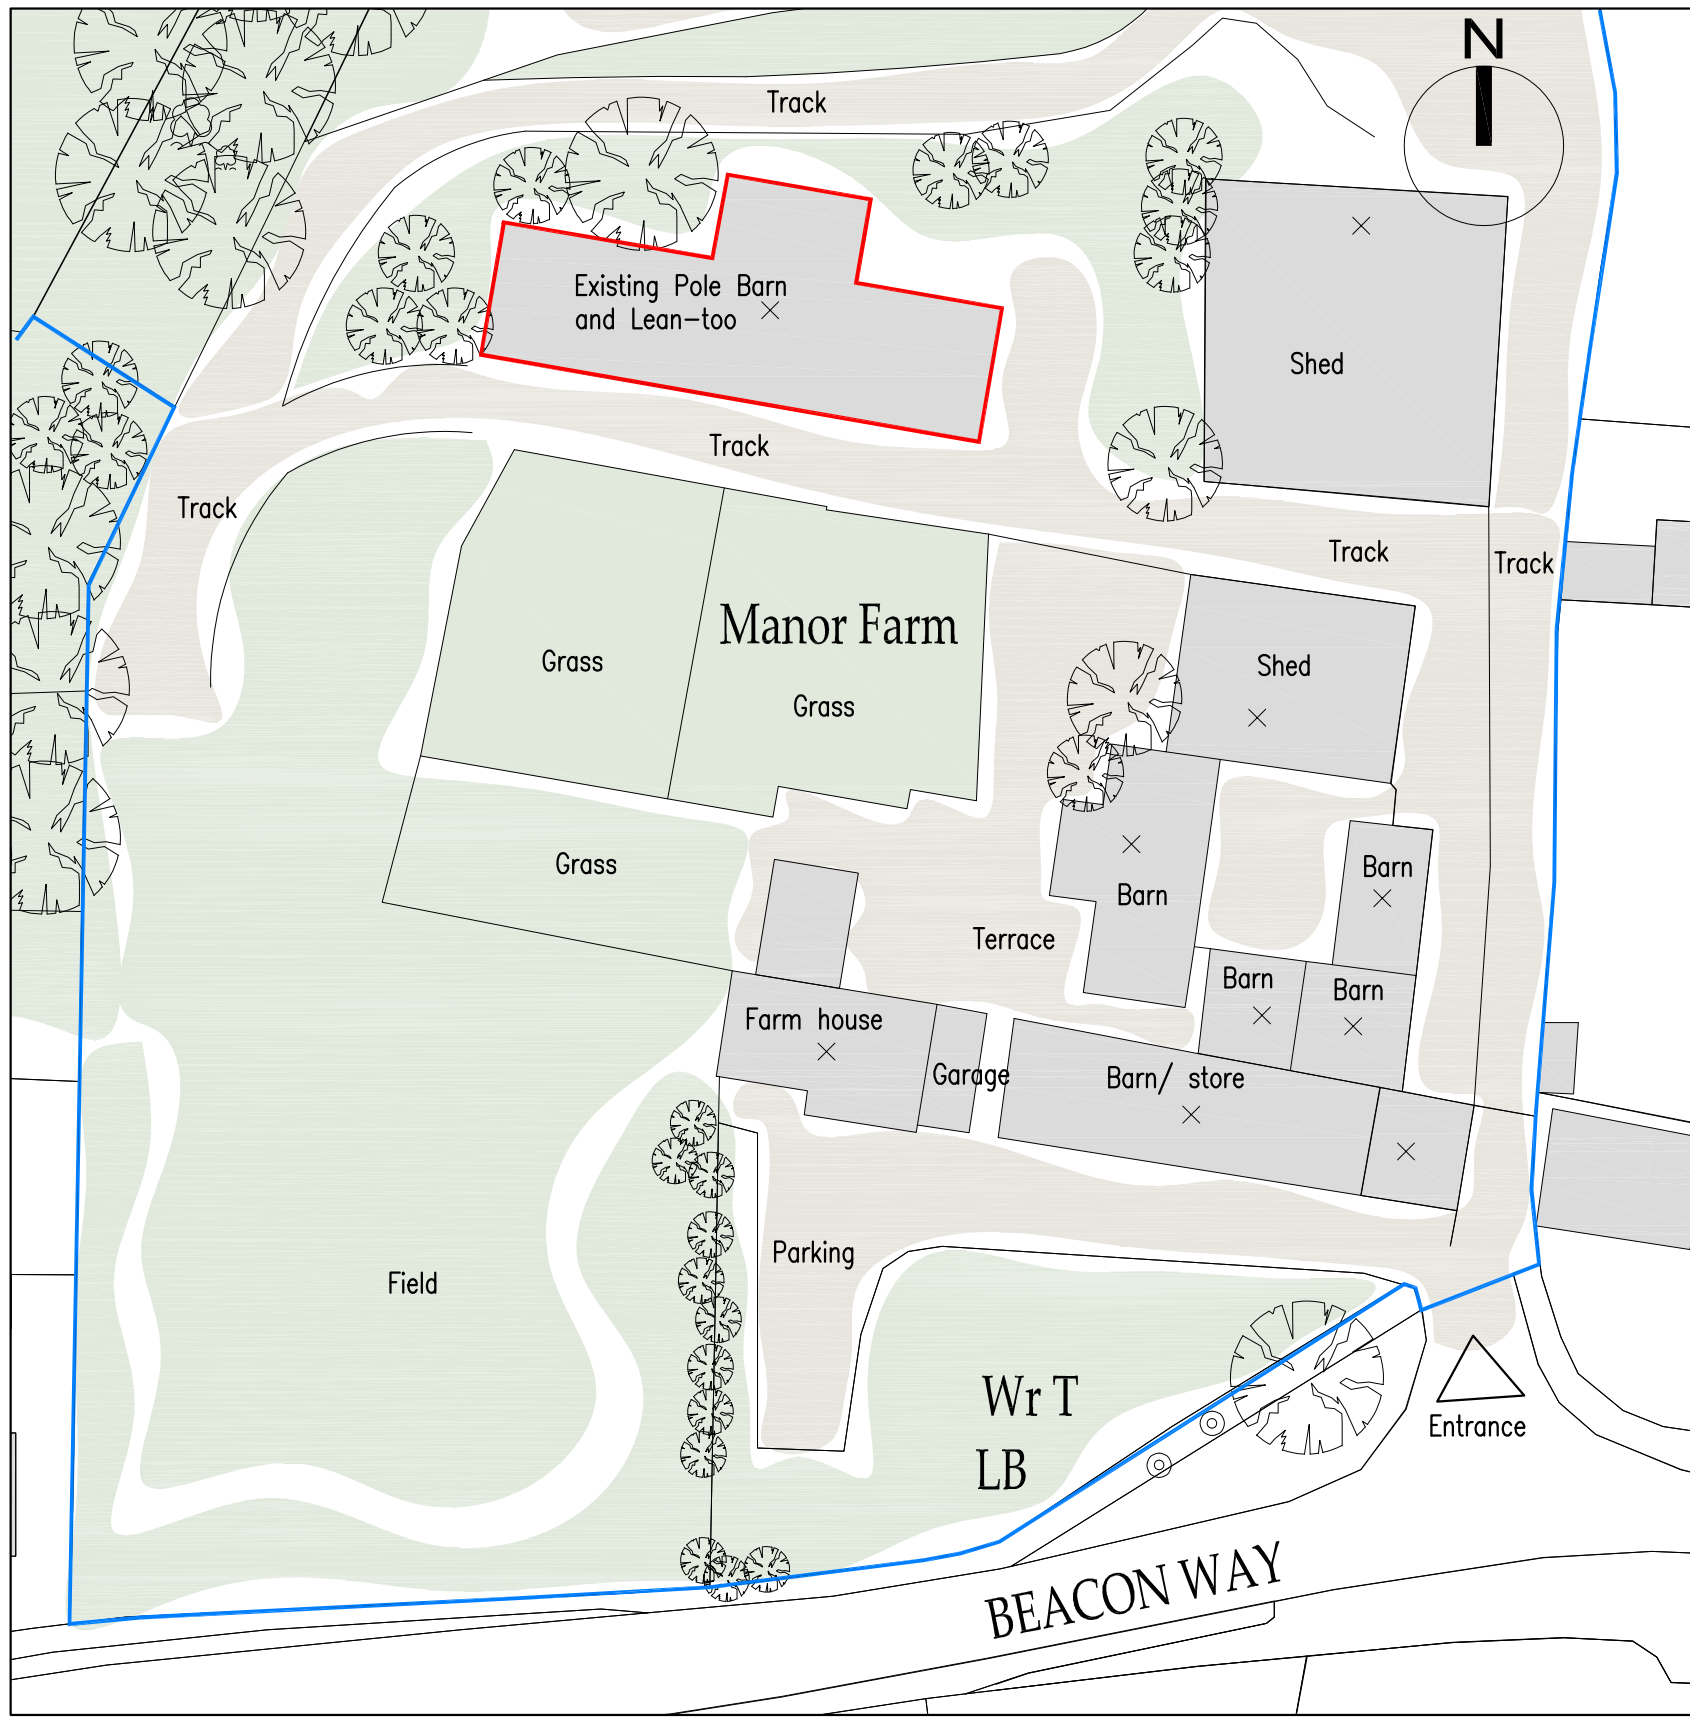 N
Track
Existing Pole Barn
and Lean-too
Shed
Track
Track
Track
Track
Manor Farm
Grass
Shed
Grass
Grass
Barn
Barn
Terrace
Barn
Barn
Farm house
Garage
Barn/ store
Parking
Field
Wr T
LB
Entrance
BEACON WAY